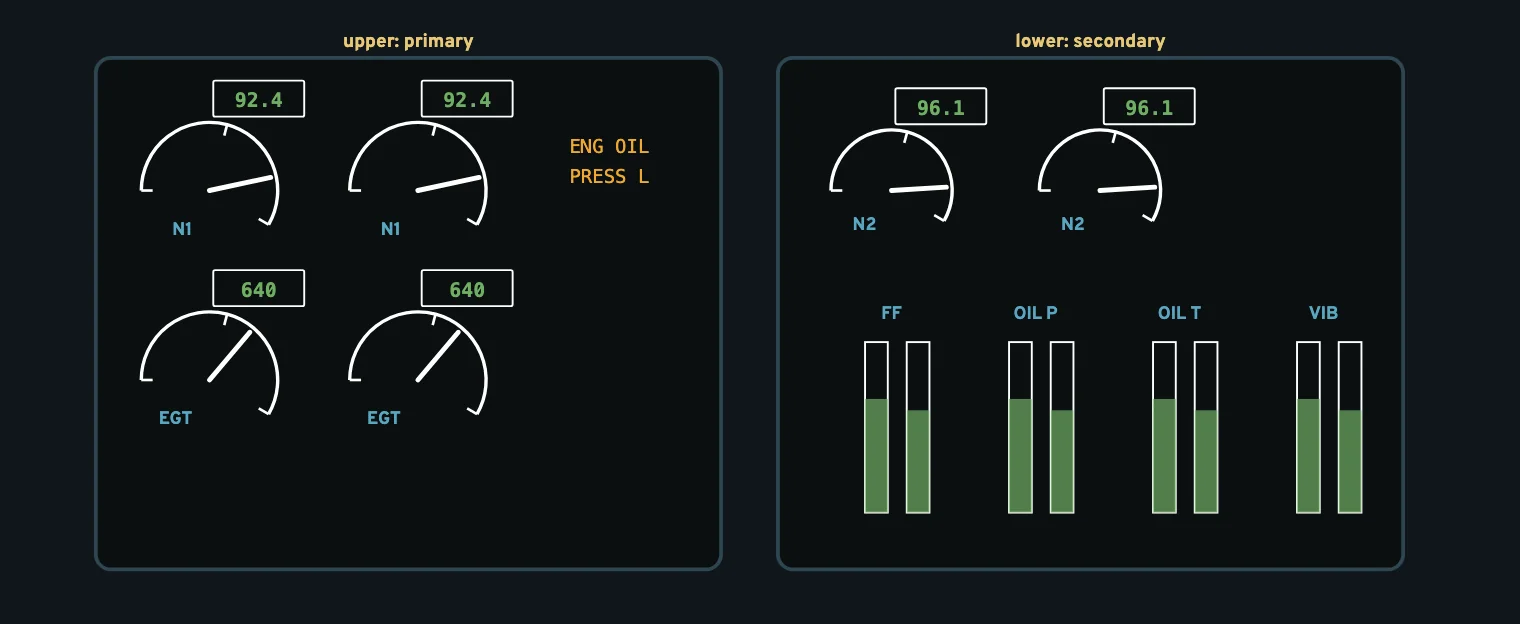 upper: primary
92.4
92.4
ENG OIL
PRESS L
N1
N1
640
640
EGT
EGT
lower: secondary
96.1
96.1
N2
N2
FF
OIL P
OIL T
VIB